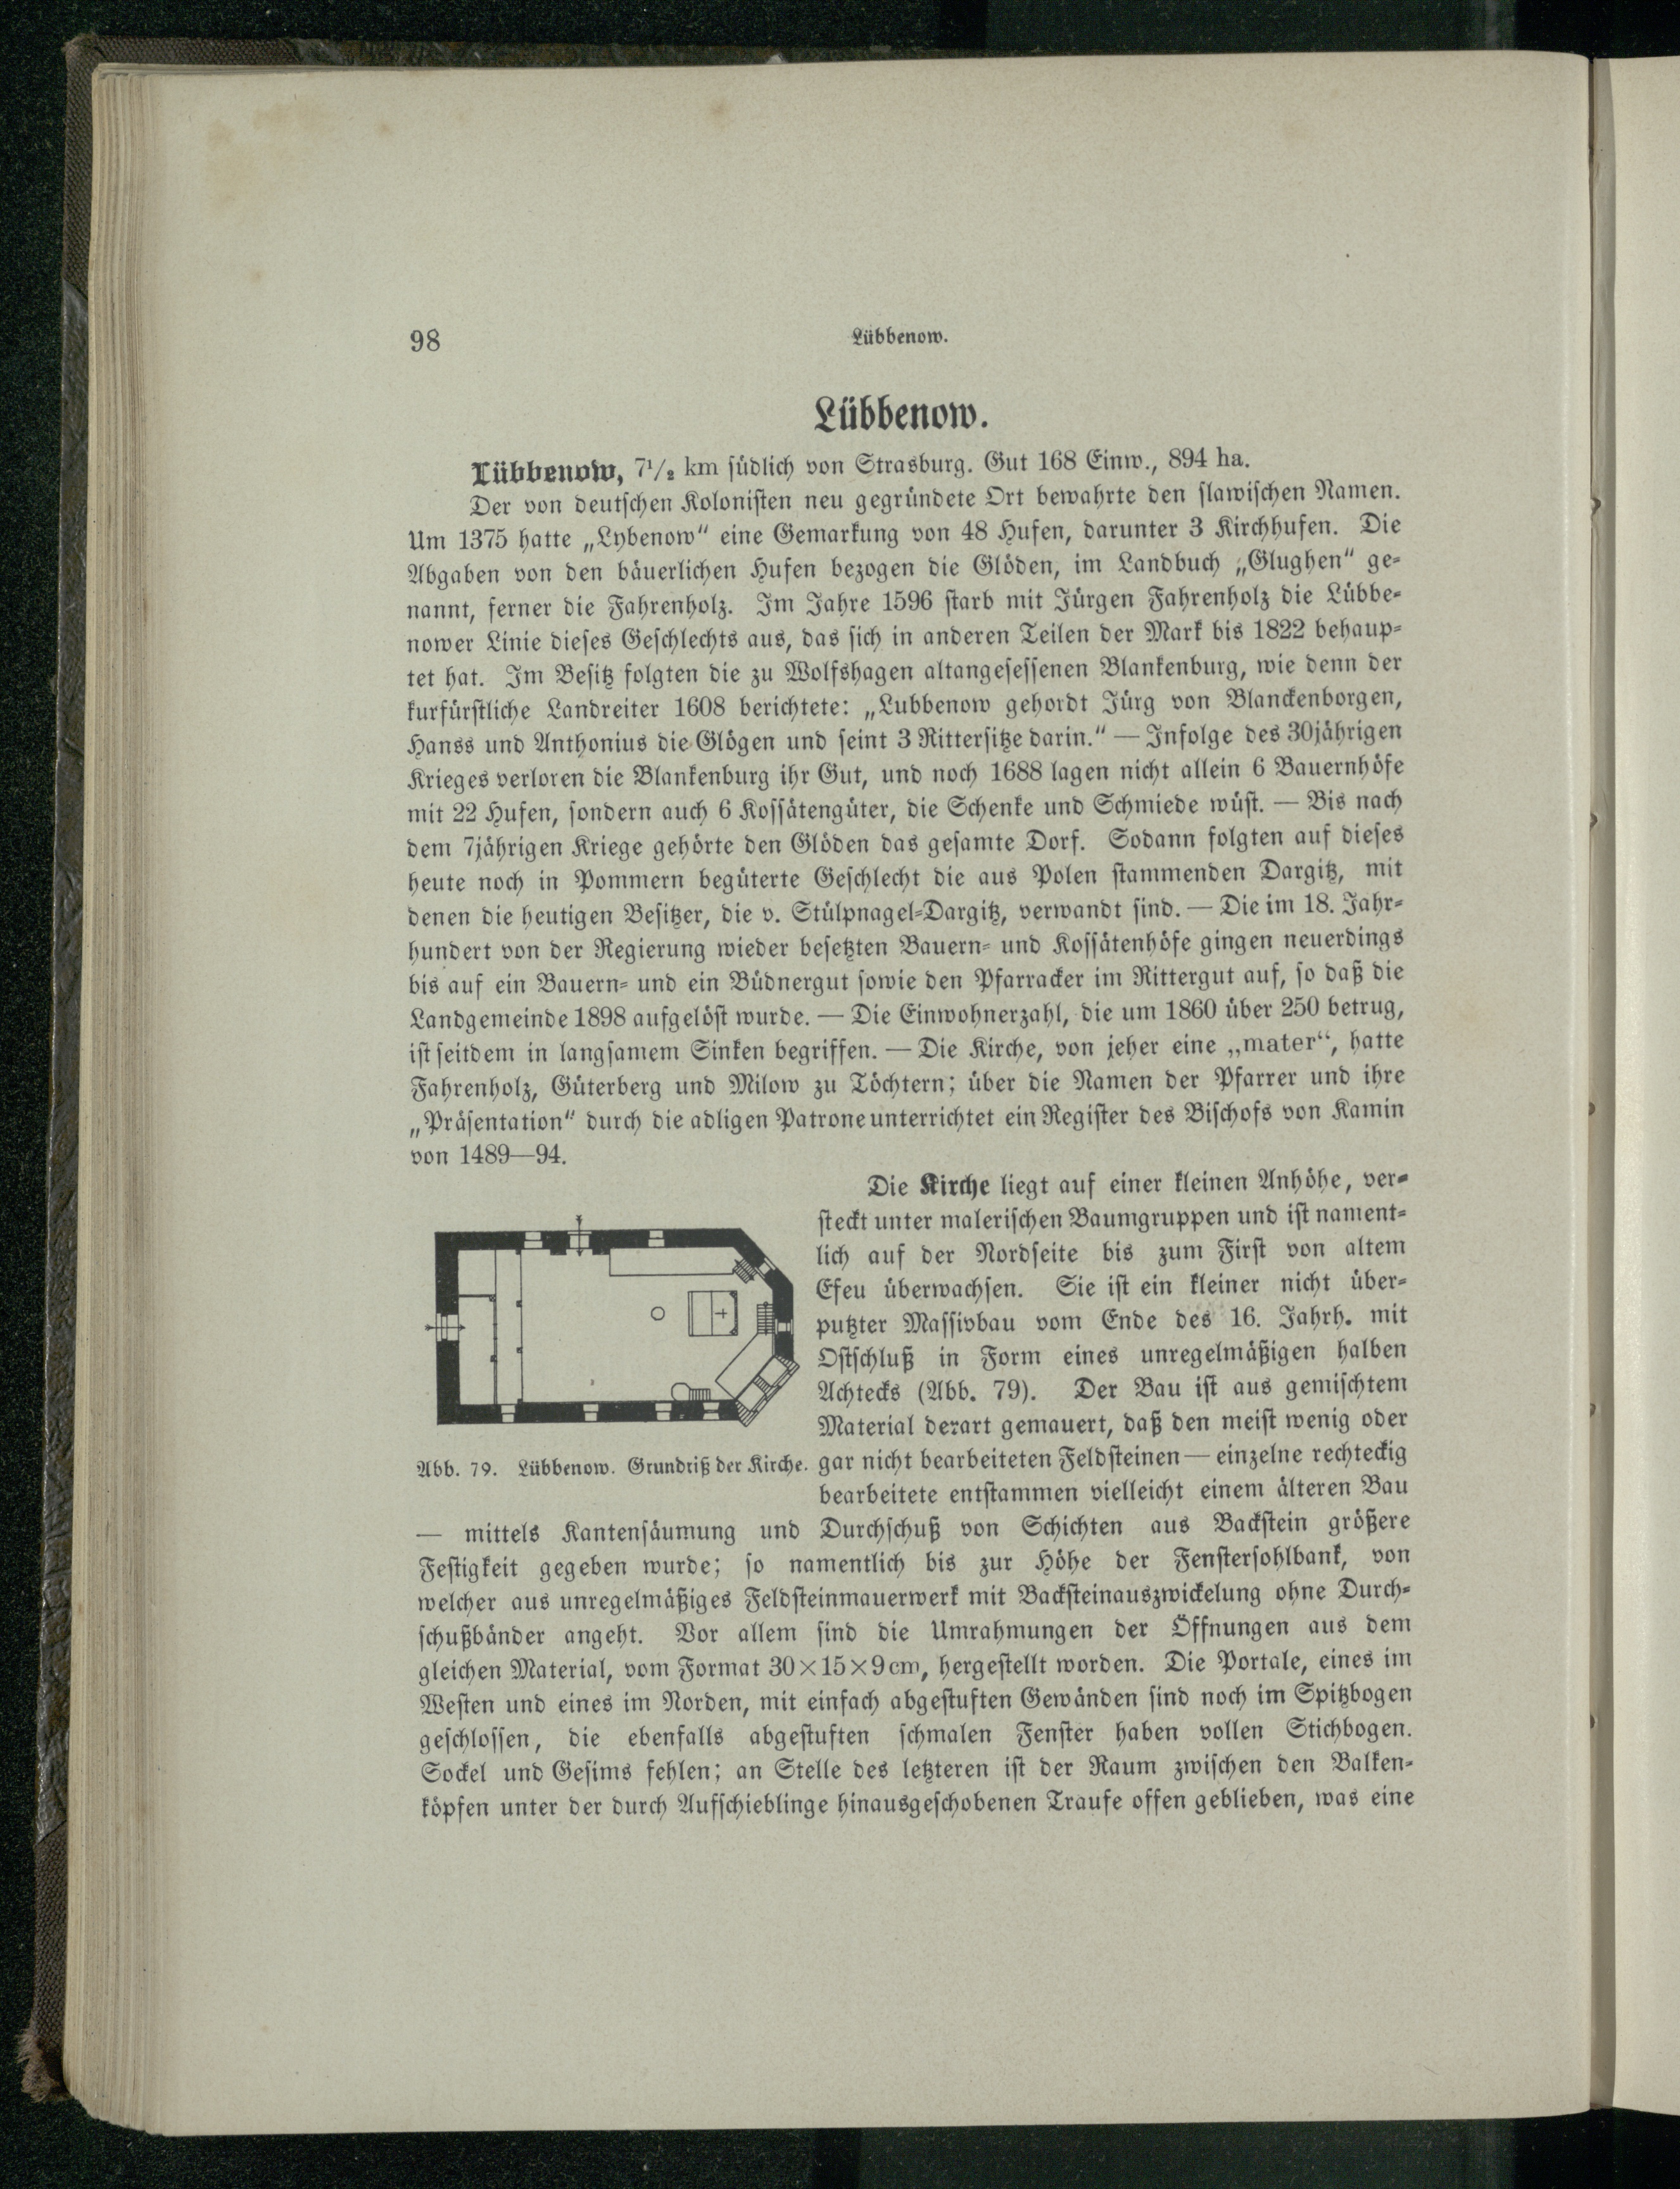 98
Lübbenow.
Lübbenow.
Lübbenow, 7½ km südlich von Strasburg. Gut 168 Einw., 894 ha.
Der von deutschen Kolonisten neu gegründete Ort bewahrte den slawischen Namen.
Um 1375 hatte „Lybenow“ eine Gemarkung von 48 Hufen, darunter 3 Kirchhufen. Die
Abgaben von den bäuerlichen Hufen bezogen die Glöden, im Landbuch „Glughen“ ge-
nannt, ferner die Fahrenholz. Im Jahre 1596 starb mit Jürgen Fahrenholz die Lübbe-
nower Linie dieses Geschlechts aus, das sich in anderen Teilen der Mark bis 1822 behaup-
tet hat. Im Besitz folgten die zu Wolfshagen altangesessenen Blankenburg, wie denn der
kurfürstliche Landreiter 1608 berichtete: „Lubbenow gehordt Jürg von Blanckenborgen,
Hanss und Anthonius die Glögen und seint 3 Rittersitze darin.“ — Infolge des 30jährigen
Krieges verloren die Blankenburg ihr Gut, und noch 1688 lagen nicht allein 6 Bauernhöfe
mit 22 Hufen, sondern auch 6 Kossätengüter, die Schenke und Schmiede wüst. — Bis nach
dem 7jährigen Kriege gehörte den Glöden das gesamte Dorf. Sodann folgten auf dieses
heute noch in Pommern begüterte Geschlecht die aus Polen stammenden Dargitz, mit
denen die heutigen Besitzer, die v. Stülpnagel-Dargitz, verwandt sind. — Die im 18. Jahr-
hundert von der Regierung wieder besetzten Bauern- und Kossätenhöfe gingen neuerdings
bis auf ein Bauern- und ein Büdnergut sowie den Pfarracker im Rittergut auf, so daß die
Landgemeinde 1898 aufgelöst wurde. — Die Einwohnerzahl, die um 1860 über 250 betrug,
ist seitdem in langsamem Sinken begriffen. — Die Kirche, von jeher eine „mater“, hatte
Fahrenholz, Güterberg und Milow zu Töchtern; über die Namen der Pfarrer und ihre
„Präsentation“ durch die adligen Patrone unterrichtet ein Register des Bischofs von Kamin
von 1489—94.
Die Kirche liegt auf einer kleinen Anhöhe, ver-
steckt unter malerischen Baumgruppen und ist nament-
lich auf der Nordseite bis zum First von altem
Efeu überwachsen. Sie ist ein kleiner nicht über-
putzter Massivbau vom Ende des 16. Jahrh. mit
Ostschluß in Form eines unregelmäßigen halben
Achtecks (Abb. 79). Der Bau ist aus gemischtem
Material derart gemauert, daß den meist wenig oder
Abb. 79. Lübbenow. Grundriß der Kirche.
gar nicht bearbeiteten Feldsteinen — einzelne rechteckig
bearbeitete entstammen vielleicht einem älteren Bau
— mittels Kantensäumung und Durchschuß von Schichten aus Backstein größere
Festigkeit gegeben wurde; so namentlich bis zur Höhe der Fenstersohlbank, von
welcher aus unregelmäßiges Feldsteinmauerwerk mit Backsteinauszwickelung ohne Durch-
schußbänder angeht. Vor allem sind die Umrahmungen der Öffnungen aus dem
gleichen Material, vom Format 30×15×9 cm, hergestellt worden. Die Portale, eines im
Westen und eines im Norden, mit einfach abgestuften Gewänden sind noch im Spitzbogen
geschlossen, die ebenfalls abgestuften schmalen Fenster haben vollen Stichbogen.
Sockel und Gesims fehlen; an Stelle des letzteren ist der Raum zwischen den Balken-
köpfen unter der durch Aufschieblinge hinausgeschobenen Traufe offen geblieben, was eine